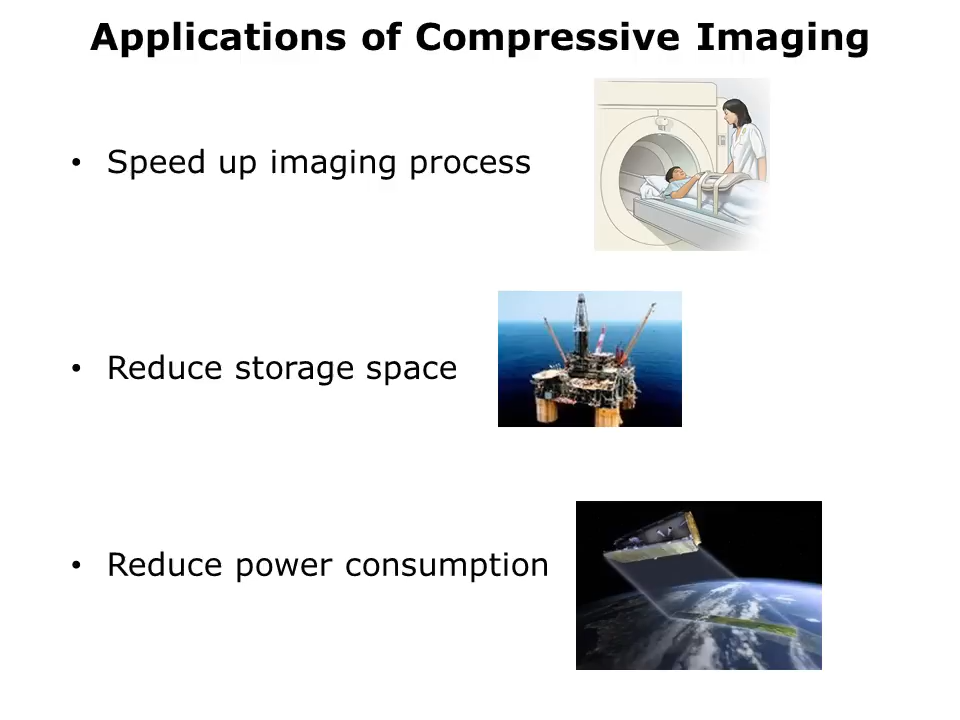 Applications of Compressive Imaging
• Speed up imaging process
• Reduce storage space
• Reduce power consumption